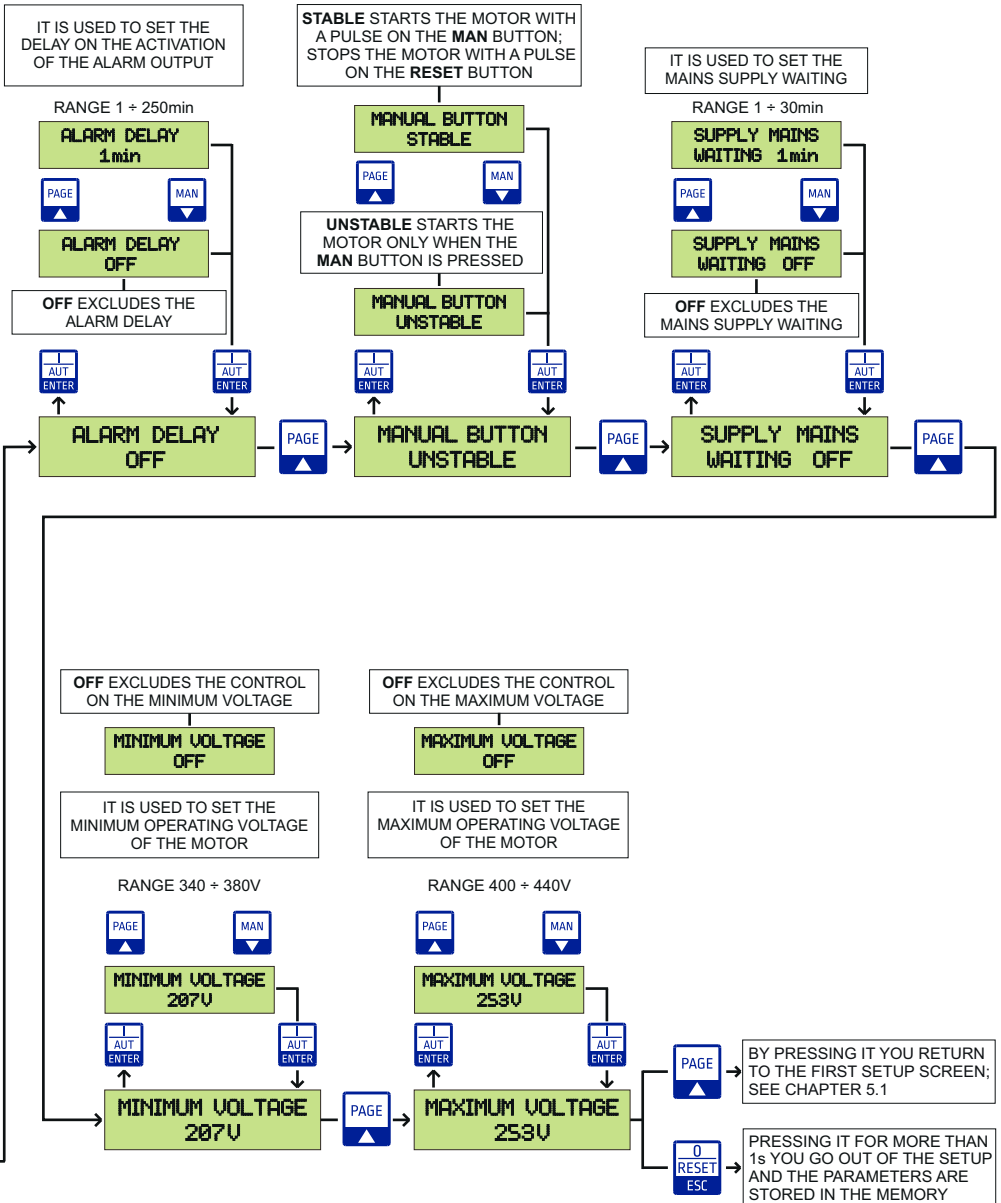 IT IS USED TO SET THE
DELAY ON THE ACTIVATION
OF THE ALARM OUTPUT
RANGE 1 ÷ 250min
ALARM DELAY
1min
PAGE
MAN
ALARM DELAY
OFF
OFF EXCLUDES THE
ALARM DELAY
AUT
ENTER
AUT
ENTER
ALARM DELAY
OFF
PAGE
STABLE STARTS THE MOTOR WITH
A PULSE ON THE MAN BUTTON;
STOPS THE MOTOR WITH A PULSE
ON THE RESET BUTTON
MANUAL BUTTON
STABLE
PAGE
MAN
UNSTABLE STARTS THE
MOTOR ONLY WHEN THE
MAN BUTTON IS PRESSED
MANUAL BUTTON
UNSTABLE
AUT
ENTER
AUT
ENTER
MANUAL BUTTON
UNSTABLE
PAGE
IT IS USED TO SET THE
MAINS SUPPLY WAITING
RANGE 1 ÷ 30min
SUPPLY MAINS
WAITING 1min
PAGE
MAN
SUPPLY MAINS
WAITING OFF
OFF EXCLUDES THE
MAINS SUPPLY WAITING
AUT
ENTER
AUT
ENTER
SUPPLY MAINS
WAITING OFF
PAGE
OFF EXCLUDES THE CONTROL
ON THE MINIMUM VOLTAGE
MINIMUM VOLTAGE
OFF
IT IS USED TO SET THE
MINIMUM OPERATING VOLTAGE
OF THE MOTOR
RANGE 340 ÷ 380V
PAGE
MAN
MINIMUM VOLTAGE
207V
AUT
ENTER
AUT
ENTER
MINIMUM VOLTAGE
207V
PAGE
OFF EXCLUDES THE CONTROL
ON THE MAXIMUM VOLTAGE
MAXIMUM VOLTAGE
OFF
IT IS USED TO SET THE
MAXIMUM OPERATING VOLTAGE
OF THE MOTOR
RANGE 400 ÷ 440V
PAGE
MAN
MAXIMUM VOLTAGE
253V
AUT
ENTER
AUT
ENTER
MAXIMUM VOLTAGE
253V
PAGE
BY PRESSING IT YOU RETURN
TO THE FIRST SETUP SCREEN;
SEE CHAPTER 5.1
0
RESET
ESC
PRESSING IT FOR MORE THAN
1s YOU GO OUT OF THE SETUP
AND THE PARAMETERS ARE
STORED IN THE MEMORY